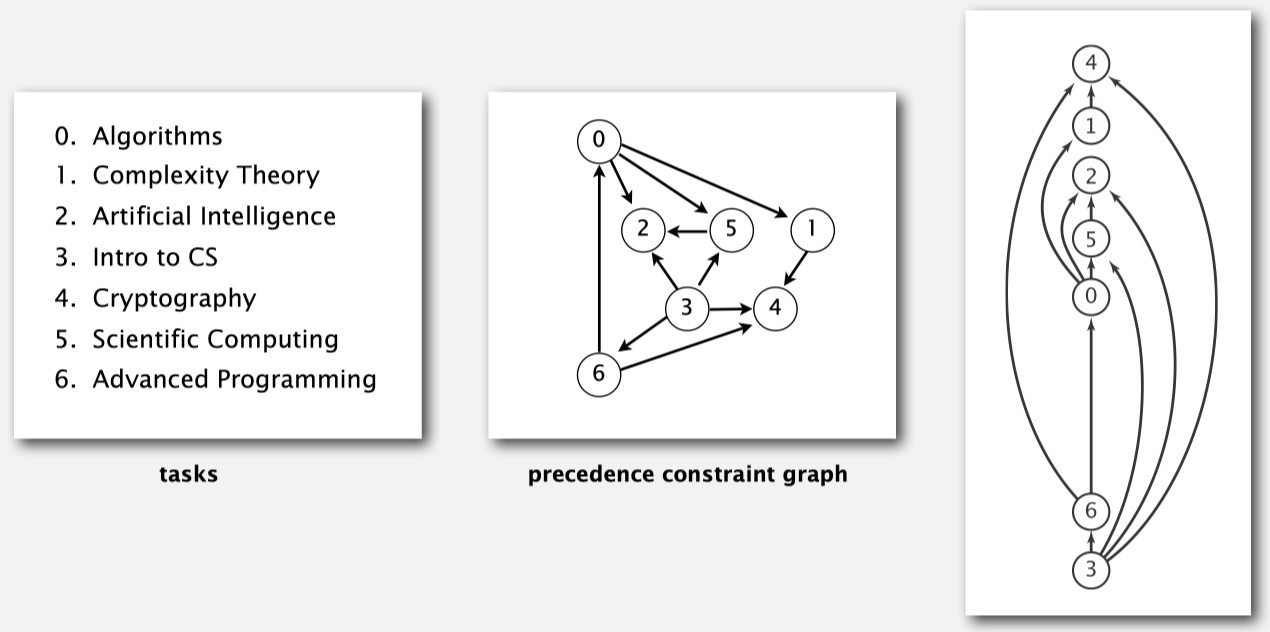 0. Algorithms
1. Complexity Theory
2. Artificial Intelligence
3. Intro to CS
4. Cryptography
5. Scientific Computing
6. Advanced Programming
tasks
0
2
5
1
3
4
6
precedence constraint graph
4
1
2
5
0
6
3